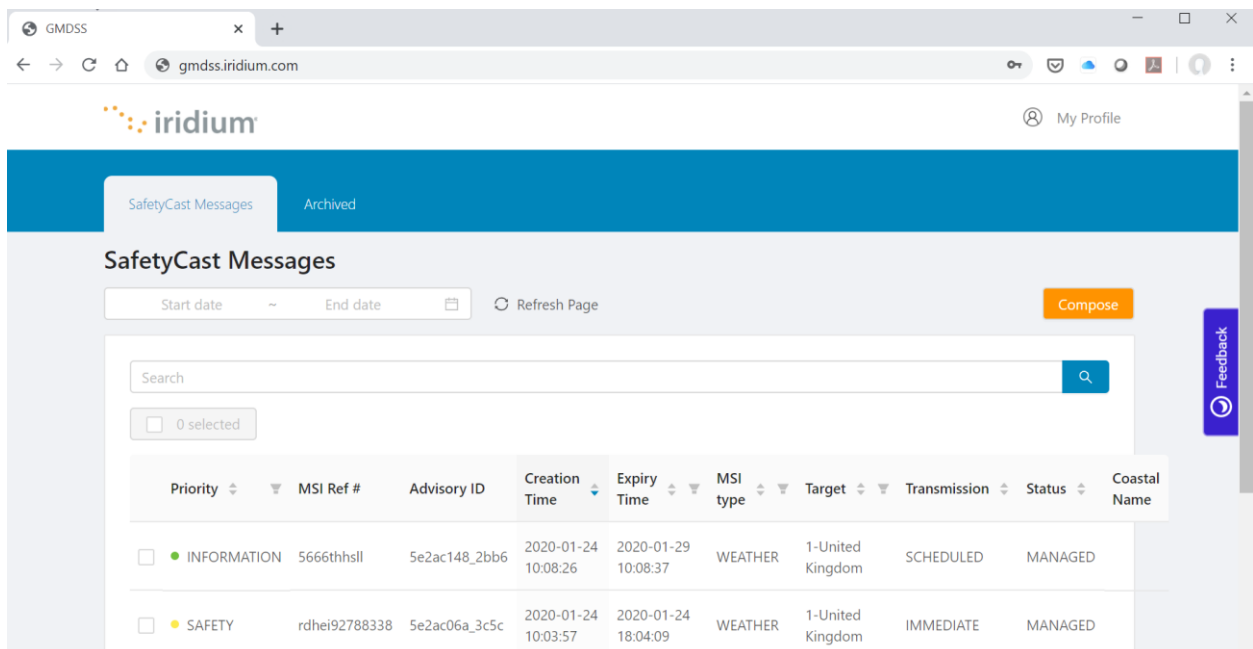 GMDSS
gmdss.iridium.com
iridium
My Profile
SafetyCast Messages Archived
SafetyCast Messages
Start date ~ End date Refresh Page Compose
Feedback
Search
0 selected
Priority MSI Ref # Advisory ID Creation Time Expiry Time MSI type Target Transmission Status Coastal Name
INFORMATION 5666thhsll 5e2ac148_2bb6 2020-01-24 10:08:26 2020-01-29 10:08:37 WEATHER 1-United Kingdom SCHEDULED MANAGED
SAFETY rdhei92788338 5e2ac06a_3c5c 2020-01-24 10:03:57 2020-01-24 18:04:09 WEATHER 1-United Kingdom IMMEDIATE MANAGED